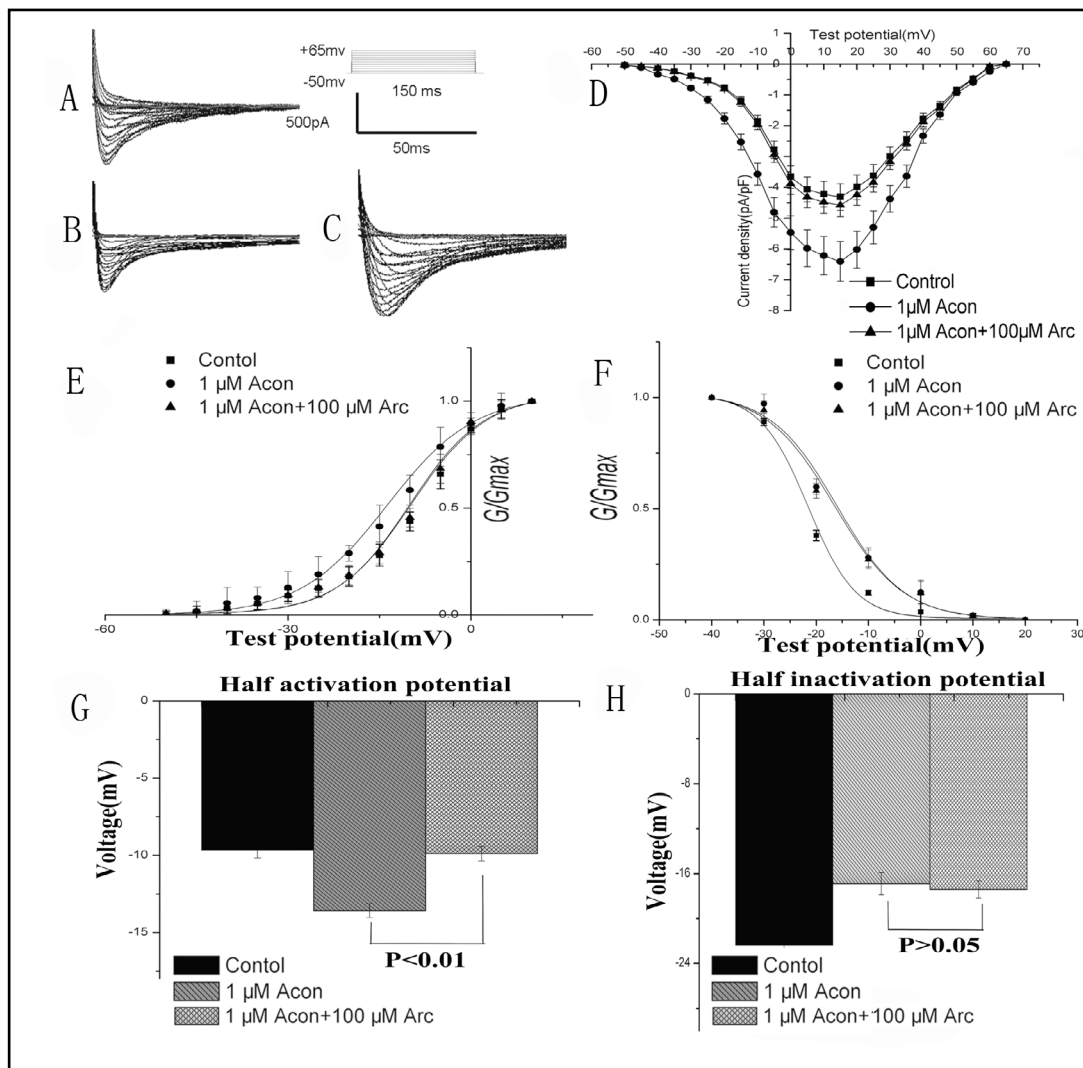 A
+65mv
-50mv
150 ms
500pA
50ms
B
C
D
Test potential(mV)
-60 -50 -40 -30 -20 -10 0 10 20 30 40 50 60 70
1
0
-1
-2
-3
-4
-5
-6
-7
-8
Current density(pA/pF)
Control
1μM Acon
1μM Acon+100μM Arc
E
Contol
1 μM Acon
1 μM Acon+100 μM Arc
1.0
0.5
0.0
G/Gmax
-60 -30 0
Test potential(mV)
F
Contol
1 μM Acon
1 μM Acon+100 μM Arc
1.0
0.5
0.0
G/Gmax
-50 -40 -30 -20 -10 0 10 20 30
Test potential(mV)
G
Half activation potential
0
-5
-10
-15
Voltage(mV)
P<0.01
Contol
1 μM Acon
1 μM Acon+100 μM Arc
H
Half inactivation potential
0
-8
-16
-24
Voltage(mV)
P>0.05
Contol
1 μM Acon
1 μM Acon+100 μM Arc